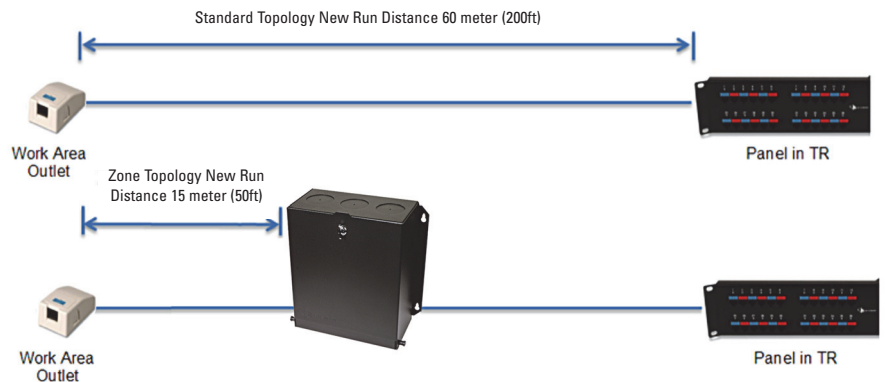 Standard Topology New Run Distance 60 meter (200ft)
Work Area
Outlet
Panel in TR
Zone Topology New Run
Distance 15 meter (50ft)
Work Area
Outlet
Panel in TR